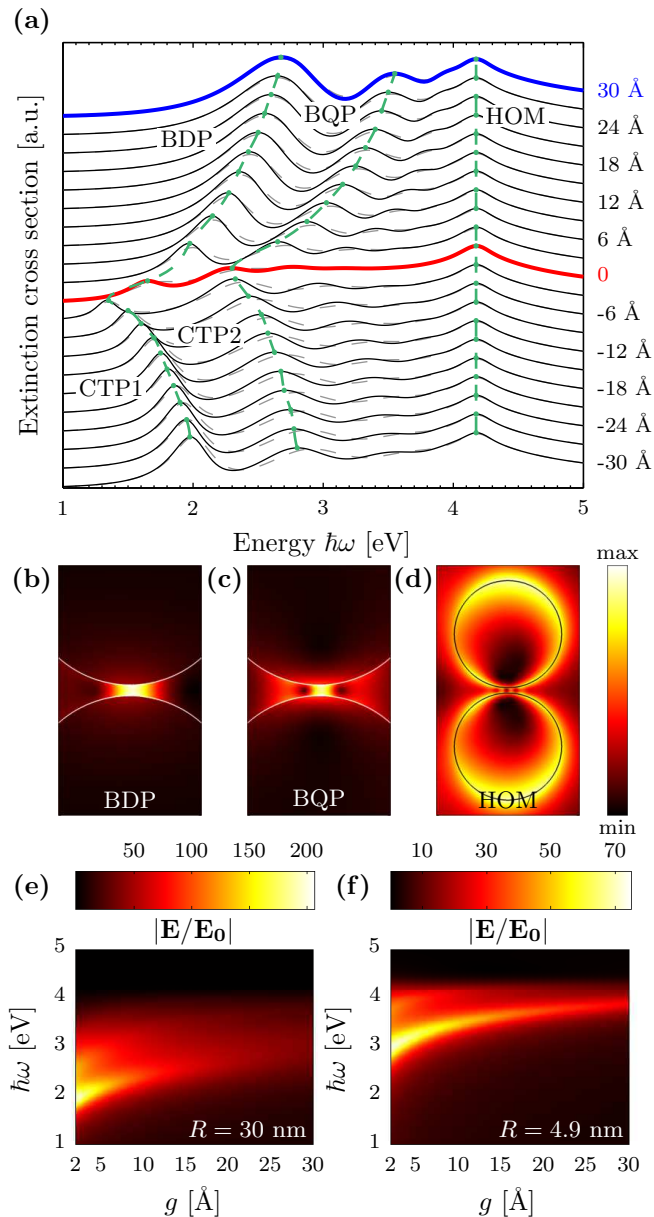 (a)
Extinction cross section [a.u.]
BDP
BQP
HOM
CTP2
CTP1
30 Å
24 Å
18 Å
12 Å
6 Å
0
-6 Å
-12 Å
-18 Å
-24 Å
-30 Å
1 2 3 4 5
Energy ℏω [eV]
(b) (c) (d)
BDP BQP HOM
max
min
(e)
50 100 150 200
|E/E₀|
ℏω [eV]
5
4
3
2
1
R = 30 nm
2 5 10 15 20 25 30
g [Å]
(f)
10 30 50 70
|E/E₀|
ℏω [eV]
5
4
3
2
1
R = 4.9 nm
2 5 10 15 20 25 30
g [Å]